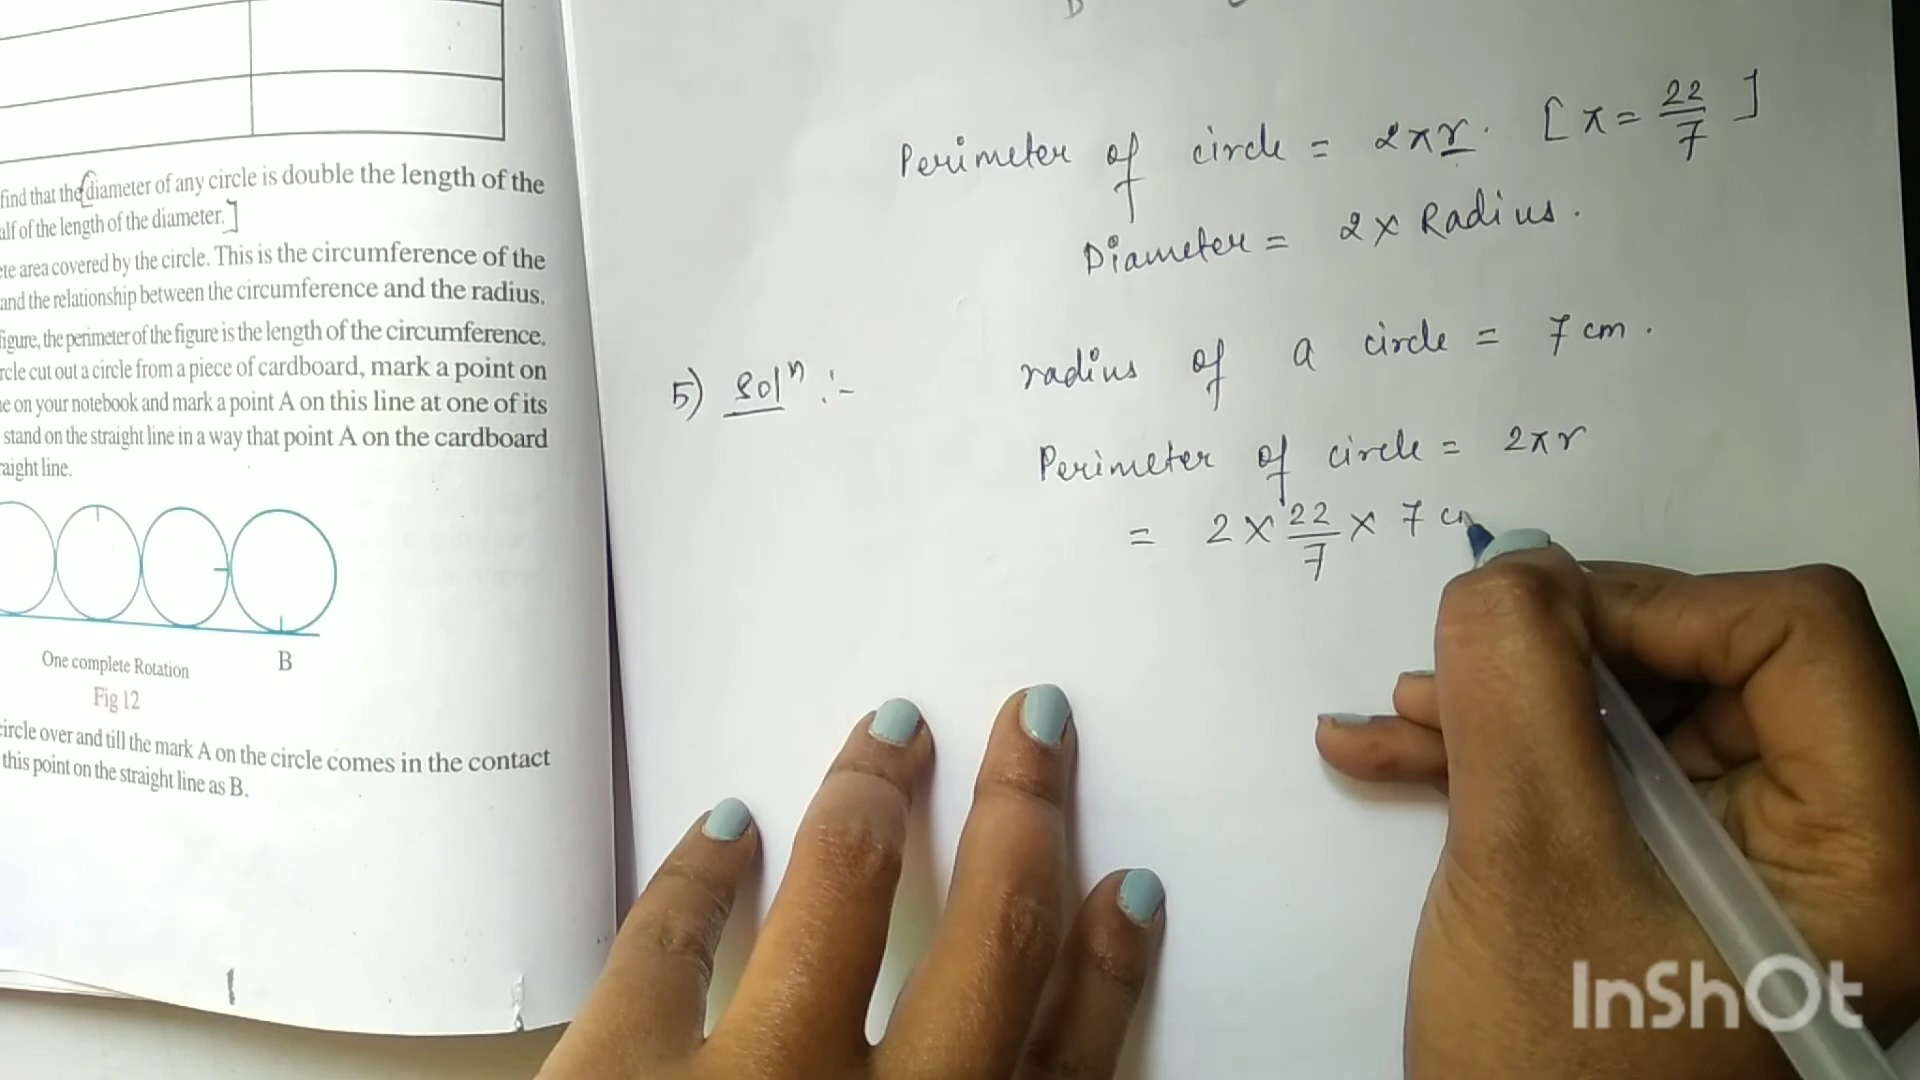 find that the [diameter of any circle is double the length of the
alf of the length of the diameter.]
ete area covered by the circle. This is the circumference of the
and the relationship between the circumference and the radius.
figure, the perimeter of the figure is the length of the circumference.
rcle cut out a circle from a piece of cardboard, mark a point on
e on your notebook and mark a point A on this line at one of its
stand on the straight line in a way that point A on the cardboard
raight line.
One complete Rotation B
Fig 12
circle over and till the mark A on the circle comes in the contact
this point on the straight line as B.
Perimeter of circle = 2πr. [π = 22/7]
Diameter = 2 × Radius.
5) Solⁿ :- radius of a circle = 7 cm.
Perimeter of circle = 2πr
= 2 × 22/7 × 7 cm
InShOt